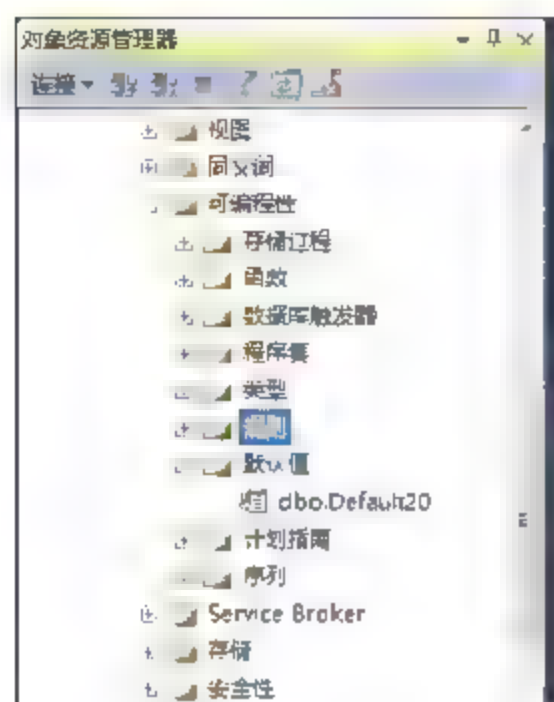 对象资源管理器
连接
视图
同义词
可编程性
存储过程
函数
数据库触发器
程序集
类型
规则
默认值
dbo.Default20
计划指南
序列
Service Broker
存储
安全性